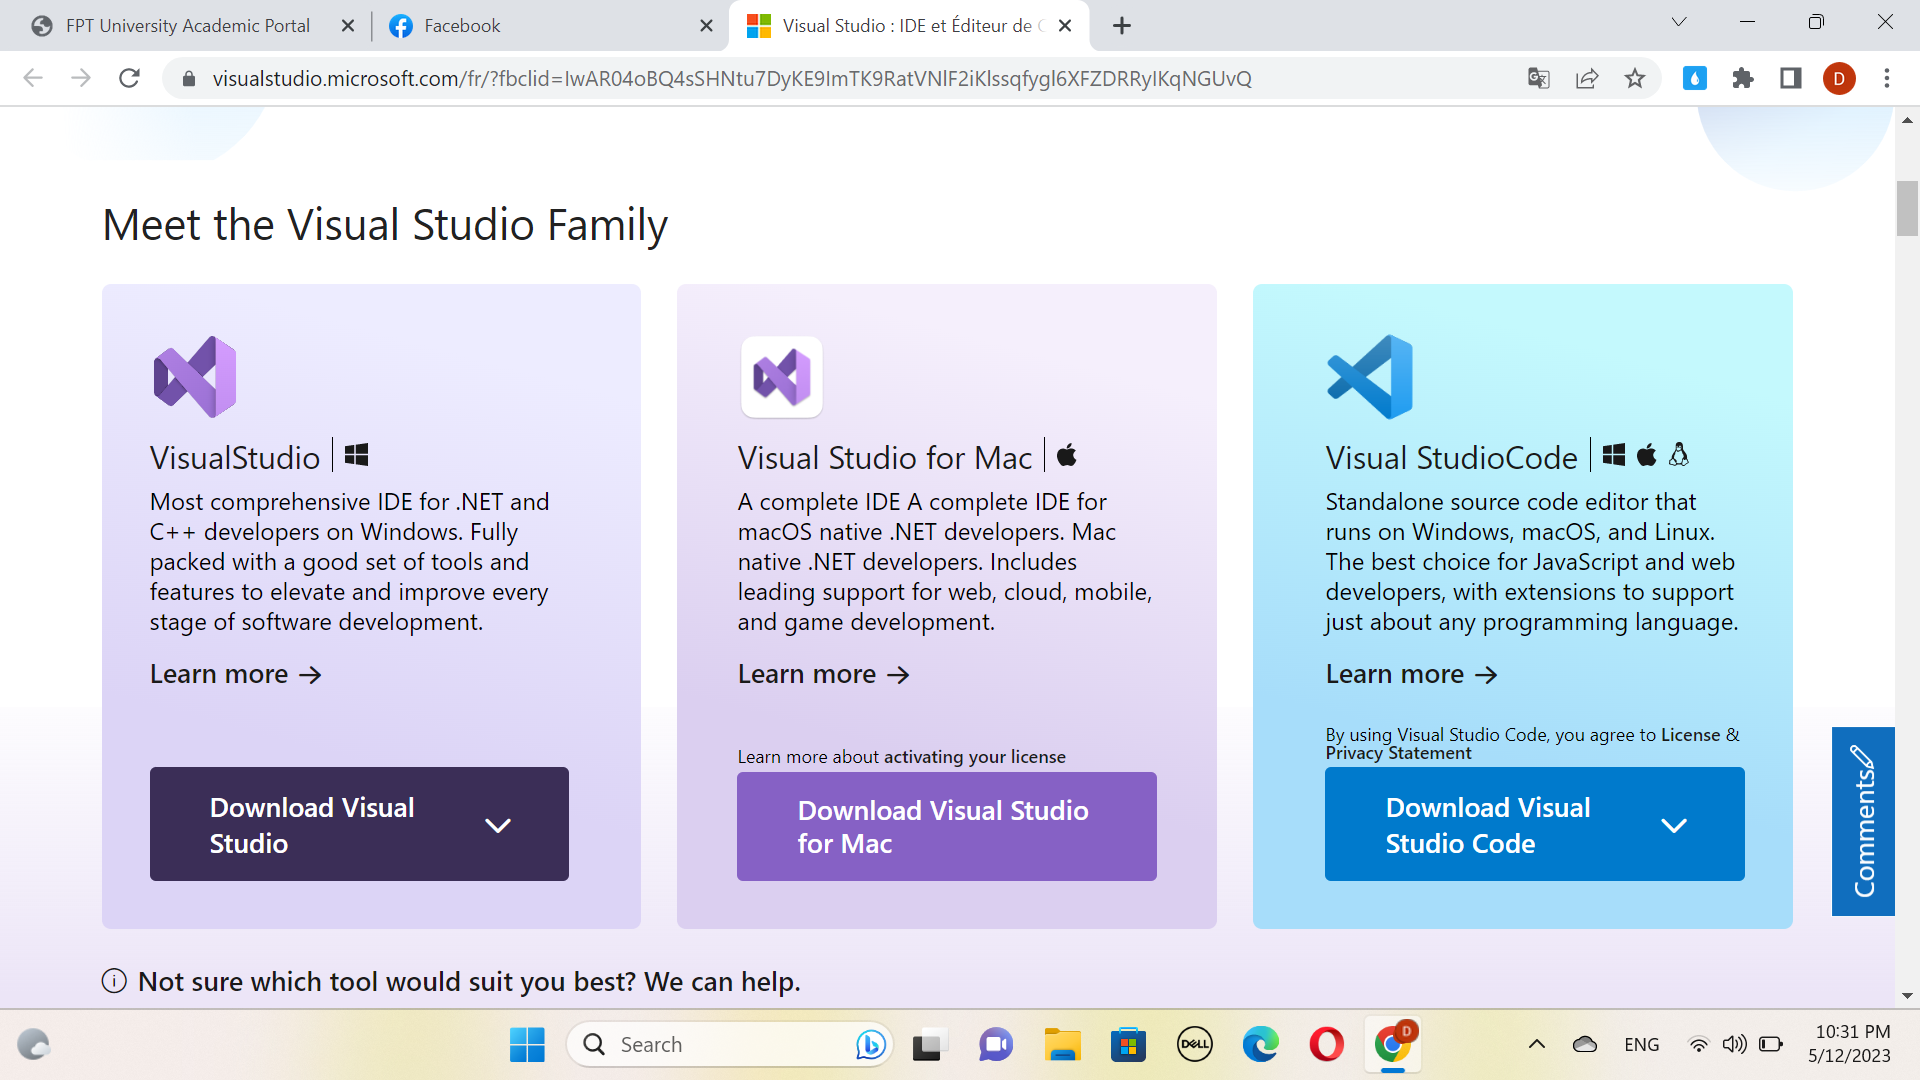 FPT University Academic Portal
Facebook
Visual Studio : IDE et Éditeur de C
visualstudio.microsoft.com/fr/?fbclid=IwAR04oBQ4sSHNtu7DyKE9ImTK9RatVNlF2iKlssqfygl6XFZDRRyIKqNGUvQ
D
Meet the Visual Studio Family
VisualStudio
Most comprehensive IDE for .NET and
C++ developers on Windows. Fully
packed with a good set of tools and
features to elevate and improve every
stage of software development.
Learn more →
Download Visual
Studio
Visual Studio for Mac
A complete IDE A complete IDE for
macOS native .NET developers. Mac
native .NET developers. Includes
leading support for web, cloud, mobile,
and game development.
Learn more →
Learn more about activating your license
Download Visual Studio
for Mac
Visual StudioCode
Standalone source code editor that
runs on Windows, macOS, and Linux.
The best choice for JavaScript and web
developers, with extensions to support
just about any programming language.
Learn more →
By using Visual Studio Code, you agree to License &
Privacy Statement
Download Visual
Studio Code
Comments
Not sure which tool would suit you best? We can help.
Search
DELL
D
ENG
10:31 PM
5/12/2023